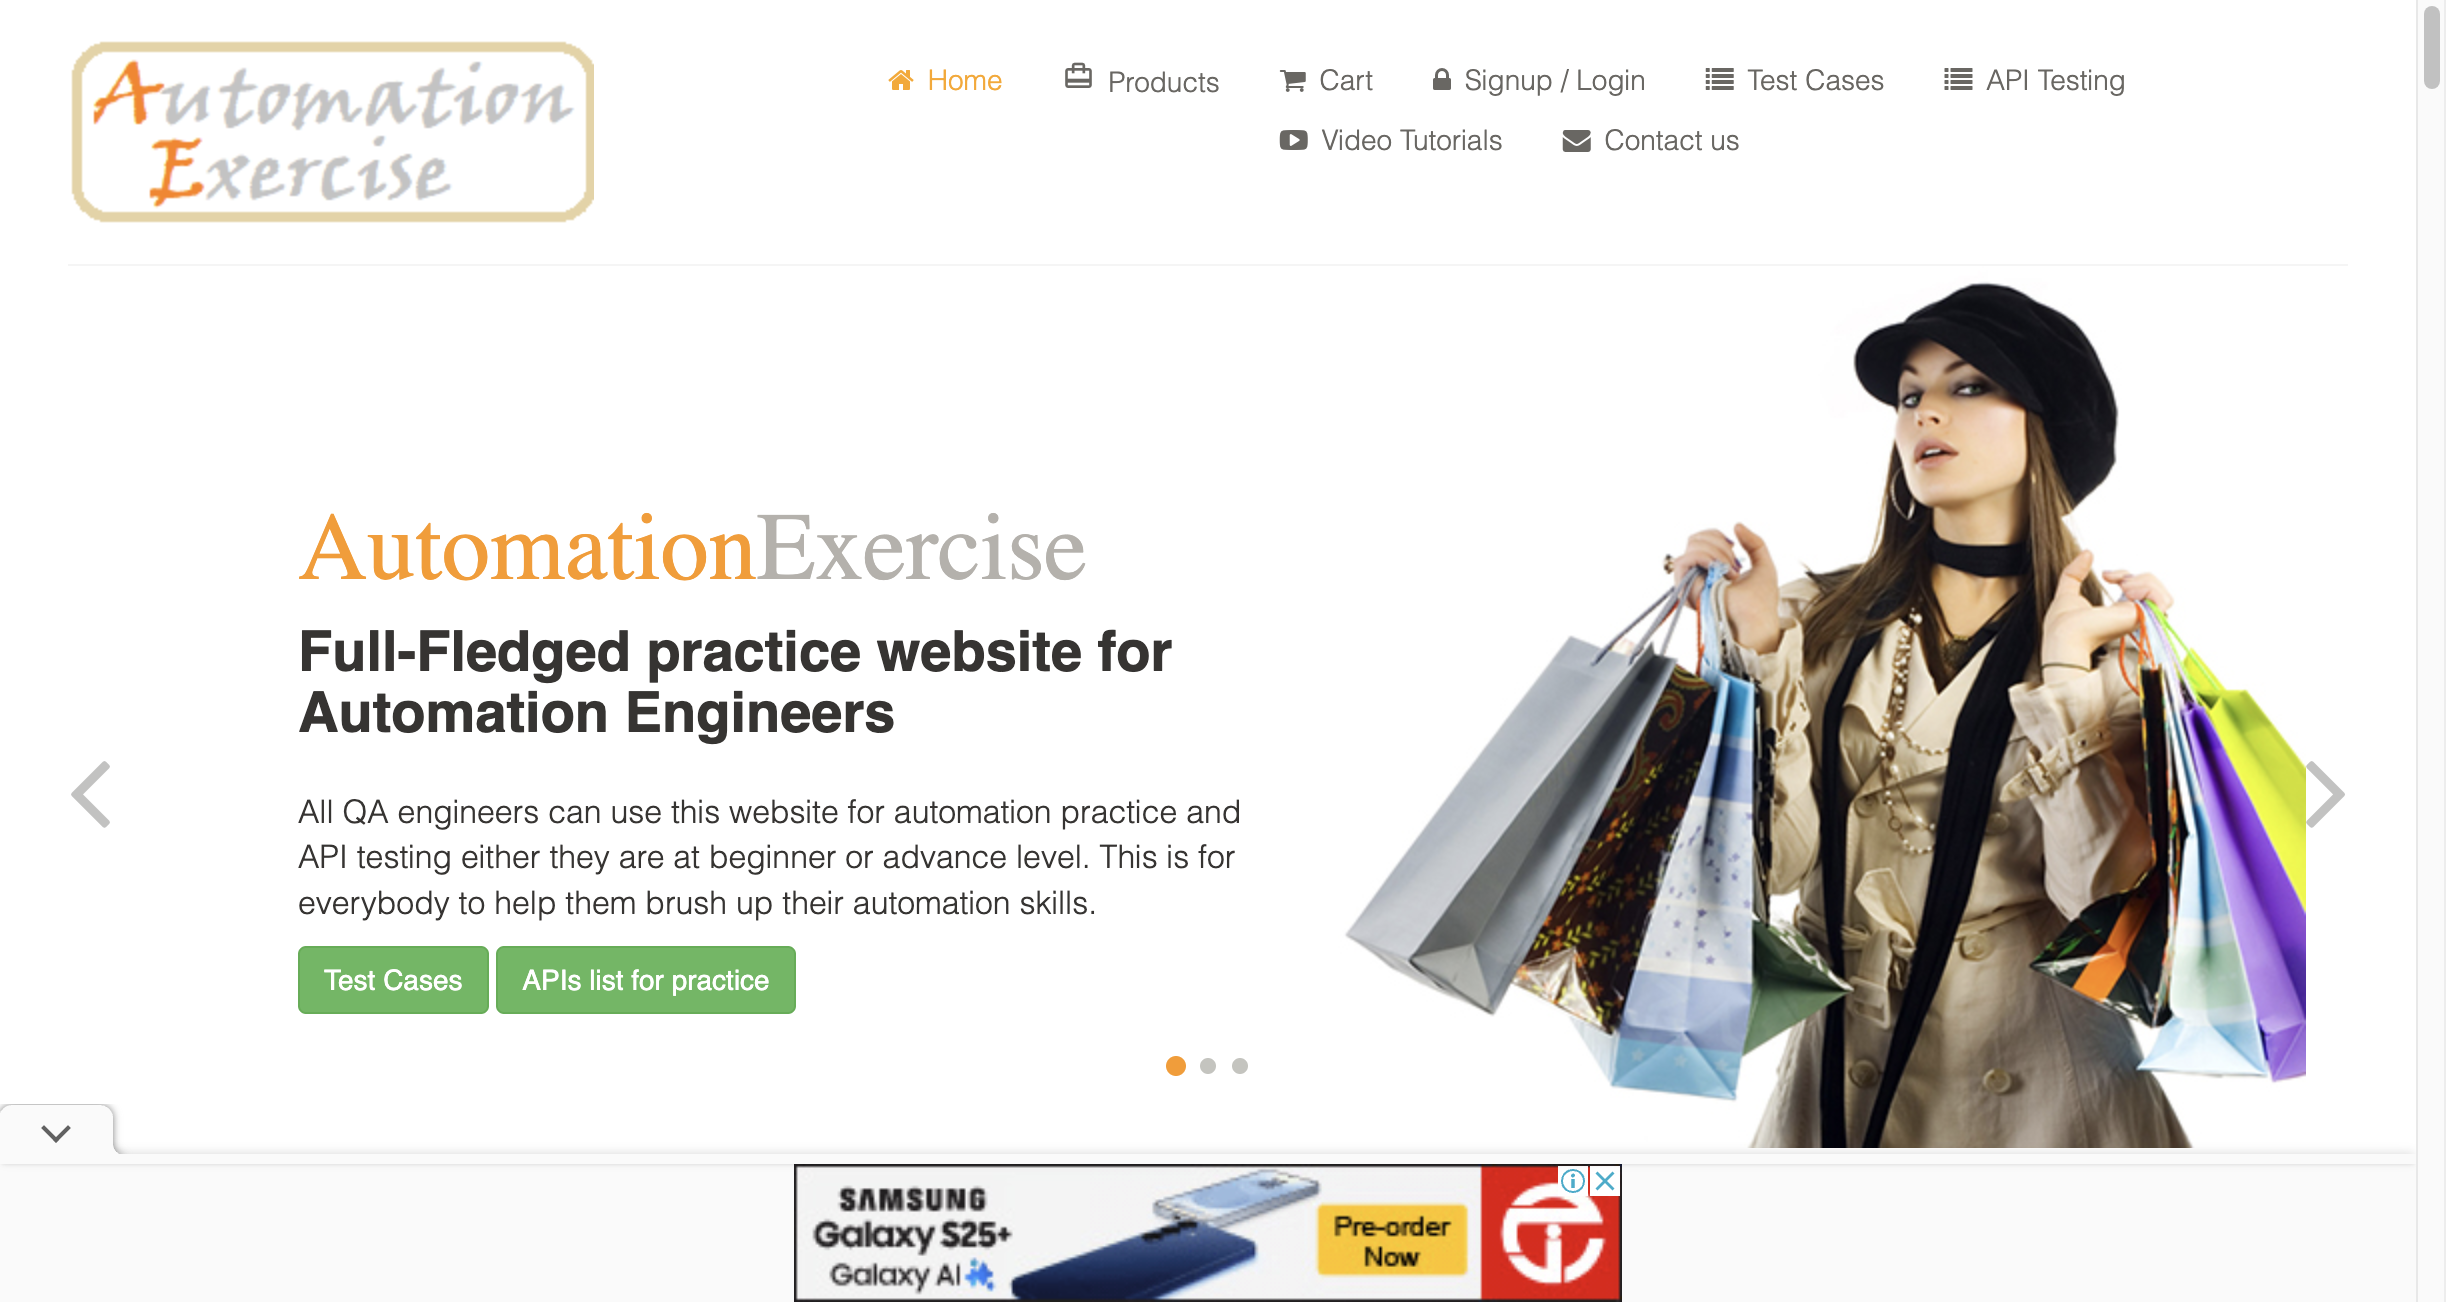 Automation
Exercise
Home
Products
Cart
Signup / Login
Test Cases
API Testing
Video Tutorials
Contact us
AutomationExercise
Full-Fledged practice website for
Automation Engineers
All QA engineers can use this website for automation practice and
API testing either they are at beginner or advance level. This is for
everybody to help them brush up their automation skills.
Test Cases
APIs list for practice
SAMSUNG
Galaxy S25+
Galaxy AI
Pre-order
Now